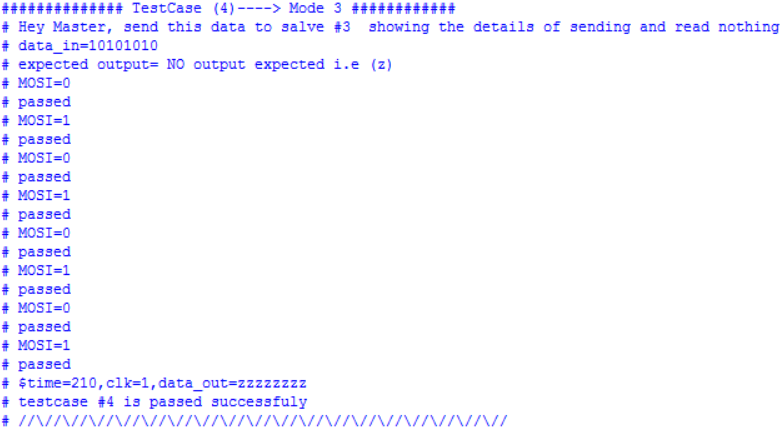 ############## TestCase (4)----> Mode 3 ############
# Hey Master, send this data to salve #3  showing the details of sending and read nothing
# data_in=10101010
# expected output= NO output expected i.e (z)
# MOSI=0
# passed
# MOSI=1
# passed
# MOSI=0
# passed
# MOSI=1
# passed
# MOSI=0
# passed
# MOSI=1
# passed
# MOSI=0
# passed
# MOSI=1
# passed
# $time=210,clk=1,data_out=zzzzzzzz
# testcase #4 is passed successfuly
# //\\//\\//\\//\\//\\//\\//\\//\\//\\//\\//\\//\\//\\//